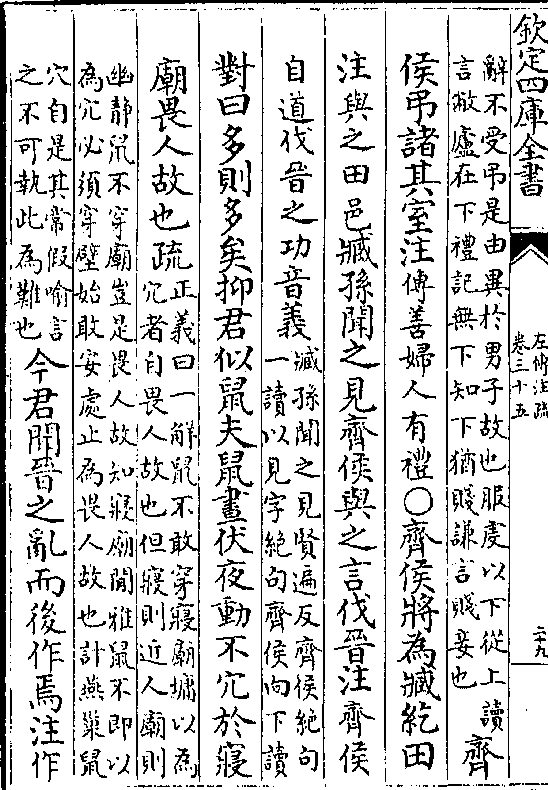 欽定四庫全書
左傳注疏
卷三十五
二十九
辭不受弔是由異於男子故也服虔以下從上讀
言敝廬在下禮記無下知下猶賤謙言賤妾也
齊
侯弔諸其室注傳善婦人有禮○齊侯將為臧紇田
注與之田邑臧孫聞之見齊侯與之言伐晉注齊侯
自道伐晉之功音義
臧孫聞之見賢遍反齊侯絶句
一讀以見字絶句齊侯向下讀
對曰多則多矣抑君似鼠夫鼠晝伏夜動不穴於寢
廟畏人故也疏
正義曰一解鼠不敢穿寢廟墉以為
穴者自畏人故也但寢則近人廟則
幽静鼠不穿廟豈是畏人故知寢廟閒雅鼠不即以
為穴必須穿壁始敢安處止為畏人故也計燕巢鼠
穴自是其常假喻言
之不可執此為難也
今君聞晉之亂而後作焉注作